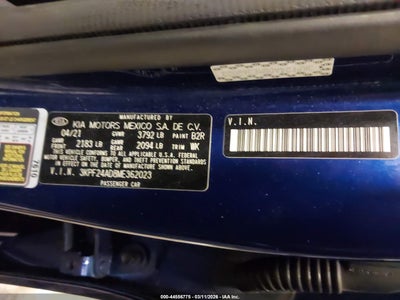 MANUFACTURED BY
KIA KIA MOTORS MEXICO S.A. DE C.V.
04/21 GVWR 3792 LB PAINT B2R
GAWR FRONT 2183 LB GAWR REAR 2094 LB TRIM WK
THIS VEHICLE CONFORMS TO ALL APPLICABLE U.S.A. FEDERAL
MOTOR VEHICLE SAFETY, BUMPER, AND THEFT PREVENTION STANDARDS
IN EFFECT ON THE DATE OF MANUFACTURE SHOWN ABOVE.
V.I.N. 3KPF24AD8ME362023
PASSENGER CAR
V.I.N.
7610
000-44556775 - 03/11/2026 - IAA Inc.